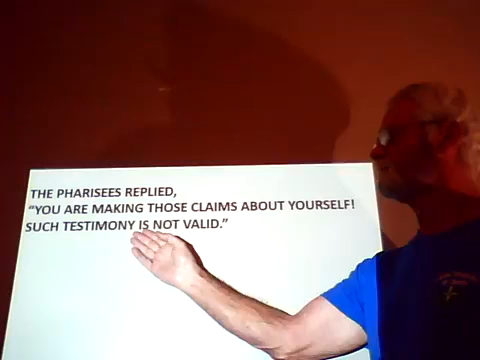 THE PHARISEES REPLIED,
“YOU ARE MAKING THOSE CLAIMS ABOUT YOURSELF!
SUCH TESTIMONY IS NOT VALID.”